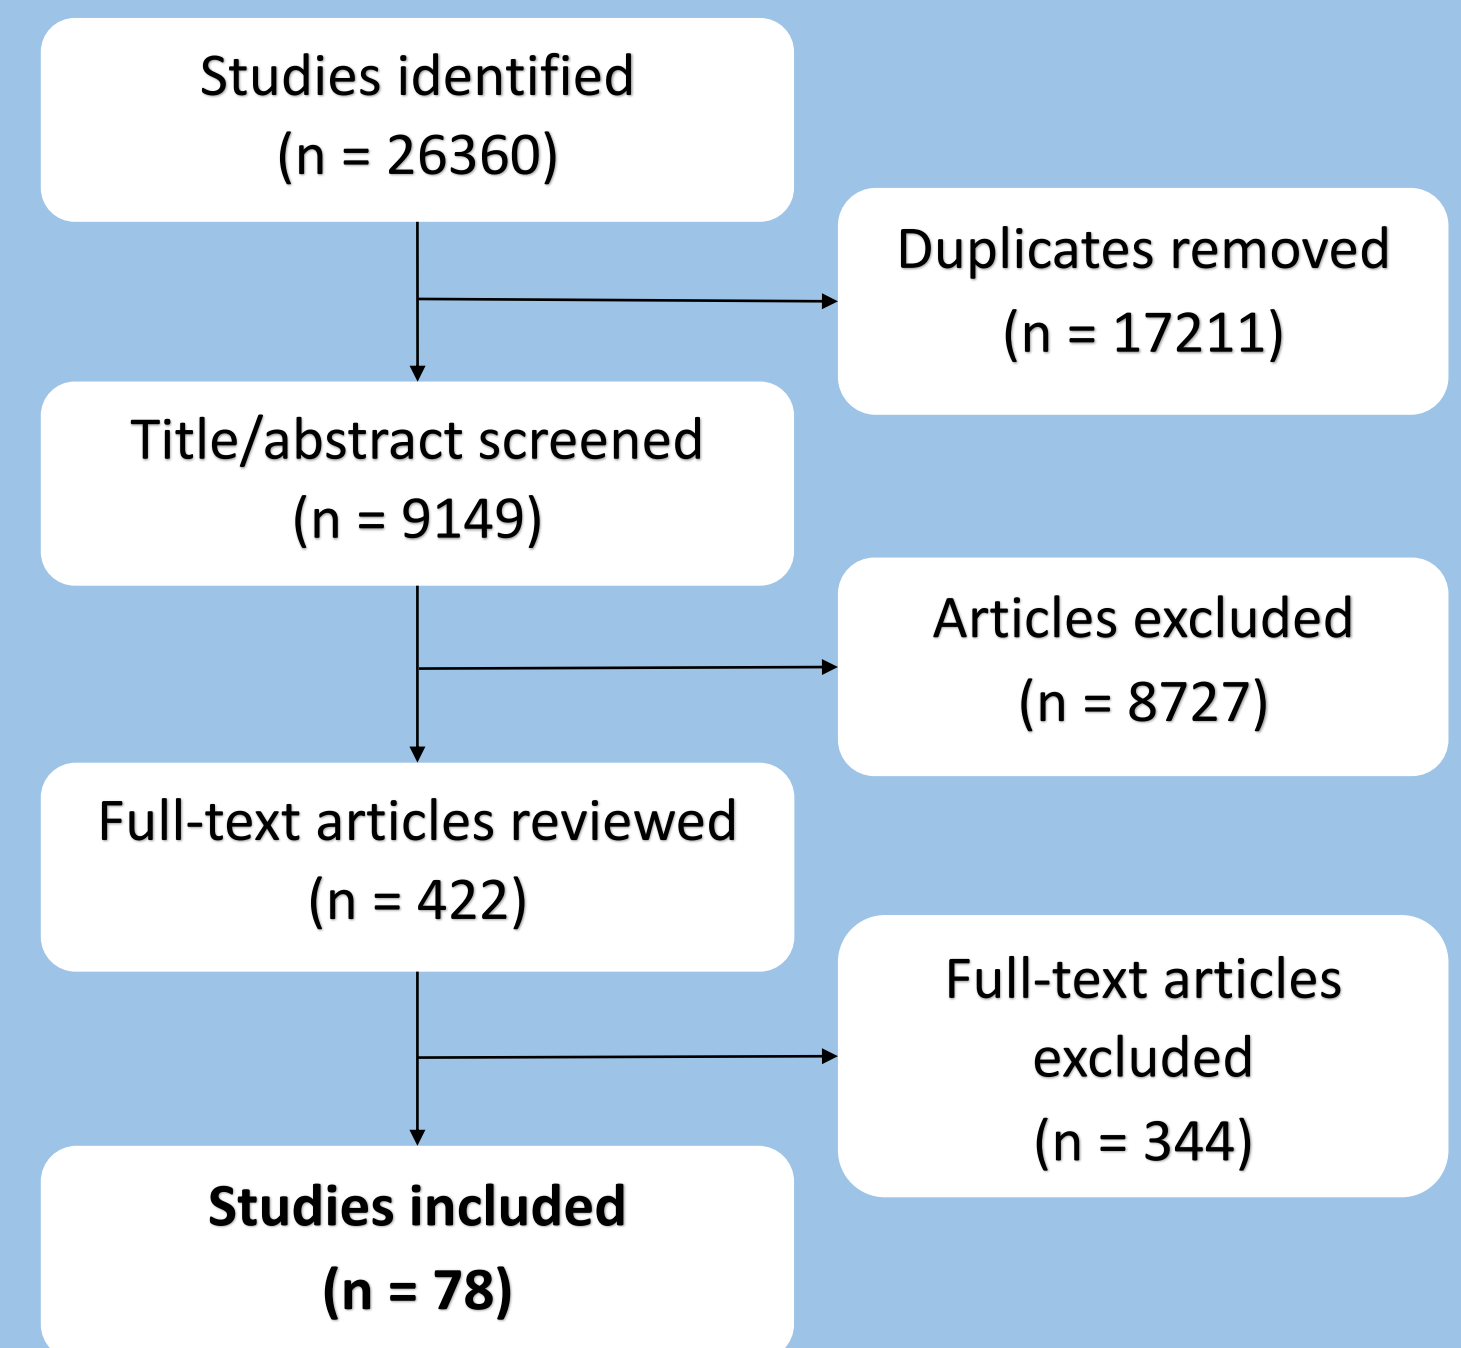 Studies identified
(n = 26360)
Duplicates removed
(n = 17211)
Title/abstract screened
(n = 9149)
Articles excluded
(n = 8727)
Full-text articles reviewed
(n = 422)
Full-text articles
excluded
(n = 344)
Studies included
(n = 78)